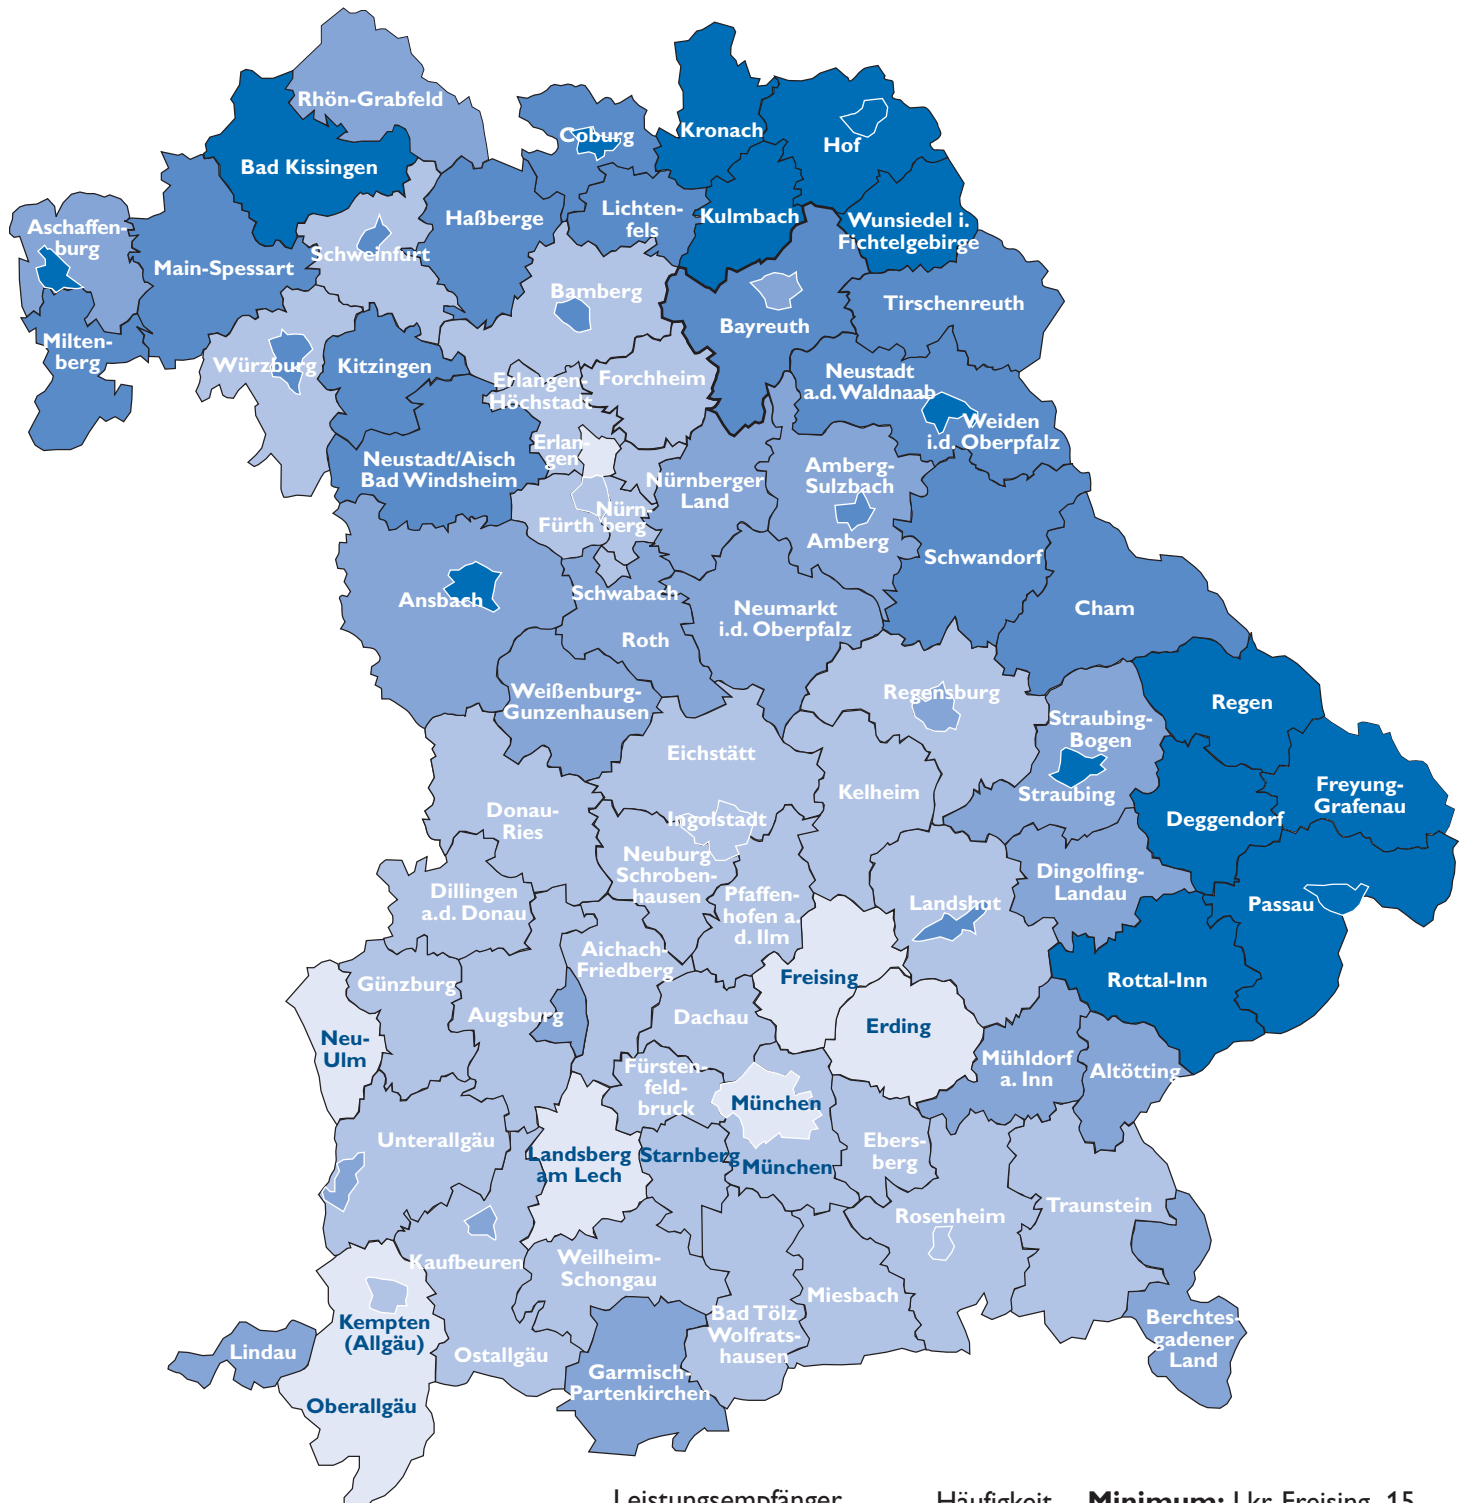 Rhön-Grabfeld
Bad Kissingen
Coburg
Kronach
Hof
Aschaffen-
burg
Main-Spessart
Schweinfurt
Haßberge
Lichten-
fels
Kulmbach
Wunsiedel i.
Fichtelgebirge
Bamberg
Bayreuth
Tirschenreuth
Milten-
berg
Würzburg
Kitzingen
Erlangen-
Höchstadt
Forchheim
Neustadt
a.d. Waldnaab
Weiden
i.d. Oberpfalz
Erlan-
gen
Neustadt/Aisch
Bad Windsheim
Nürnberger
Land
Amberg-
Sulzbach
Fürth
Nürn-
berg
Amberg
Schwandorf
Ansbach
Schwabach
Roth
Neumarkt
i.d. Oberpfalz
Cham
Weißenburg-
Gunzenhausen
Regensburg
Straubing-
Bogen
Regen
Eichstätt
Kelheim
Straubing
Freyung-
Grafenau
Donau-
Ries
Ingolstadt
Deggendorf
Neuburg
Schroben-
hausen
Dillingen
a.d. Donau
Pfaffen-
hofen a.
d. Ilm
Landshut
Dingolfing-
Landau
Passau
Aichach-
Friedberg
Günzburg
Freising
Rottal-Inn
Augsburg
Dachau
Erding
Neu-
Ulm
Fürsten-
feld-
bruck
Mühldorf
a. Inn
Altötting
München
Unterallgäu
Landsberg
am Lech
Starnberg
München
Ebers-
berg
Rosenheim
Traunstein
Kaufbeuren
Weilheim-
Schongau
Miesbach
Kempten
(Allgäu)
Bad Tölz
Wolfrats-
hausen
Berchtes-
gadener
Land
Lindau
Ostallgäu
Garmisch-
Partenkirchen
Oberallgäu
Leistungsempfänger Häufigkeit Minimum: Lkr. Freising 15